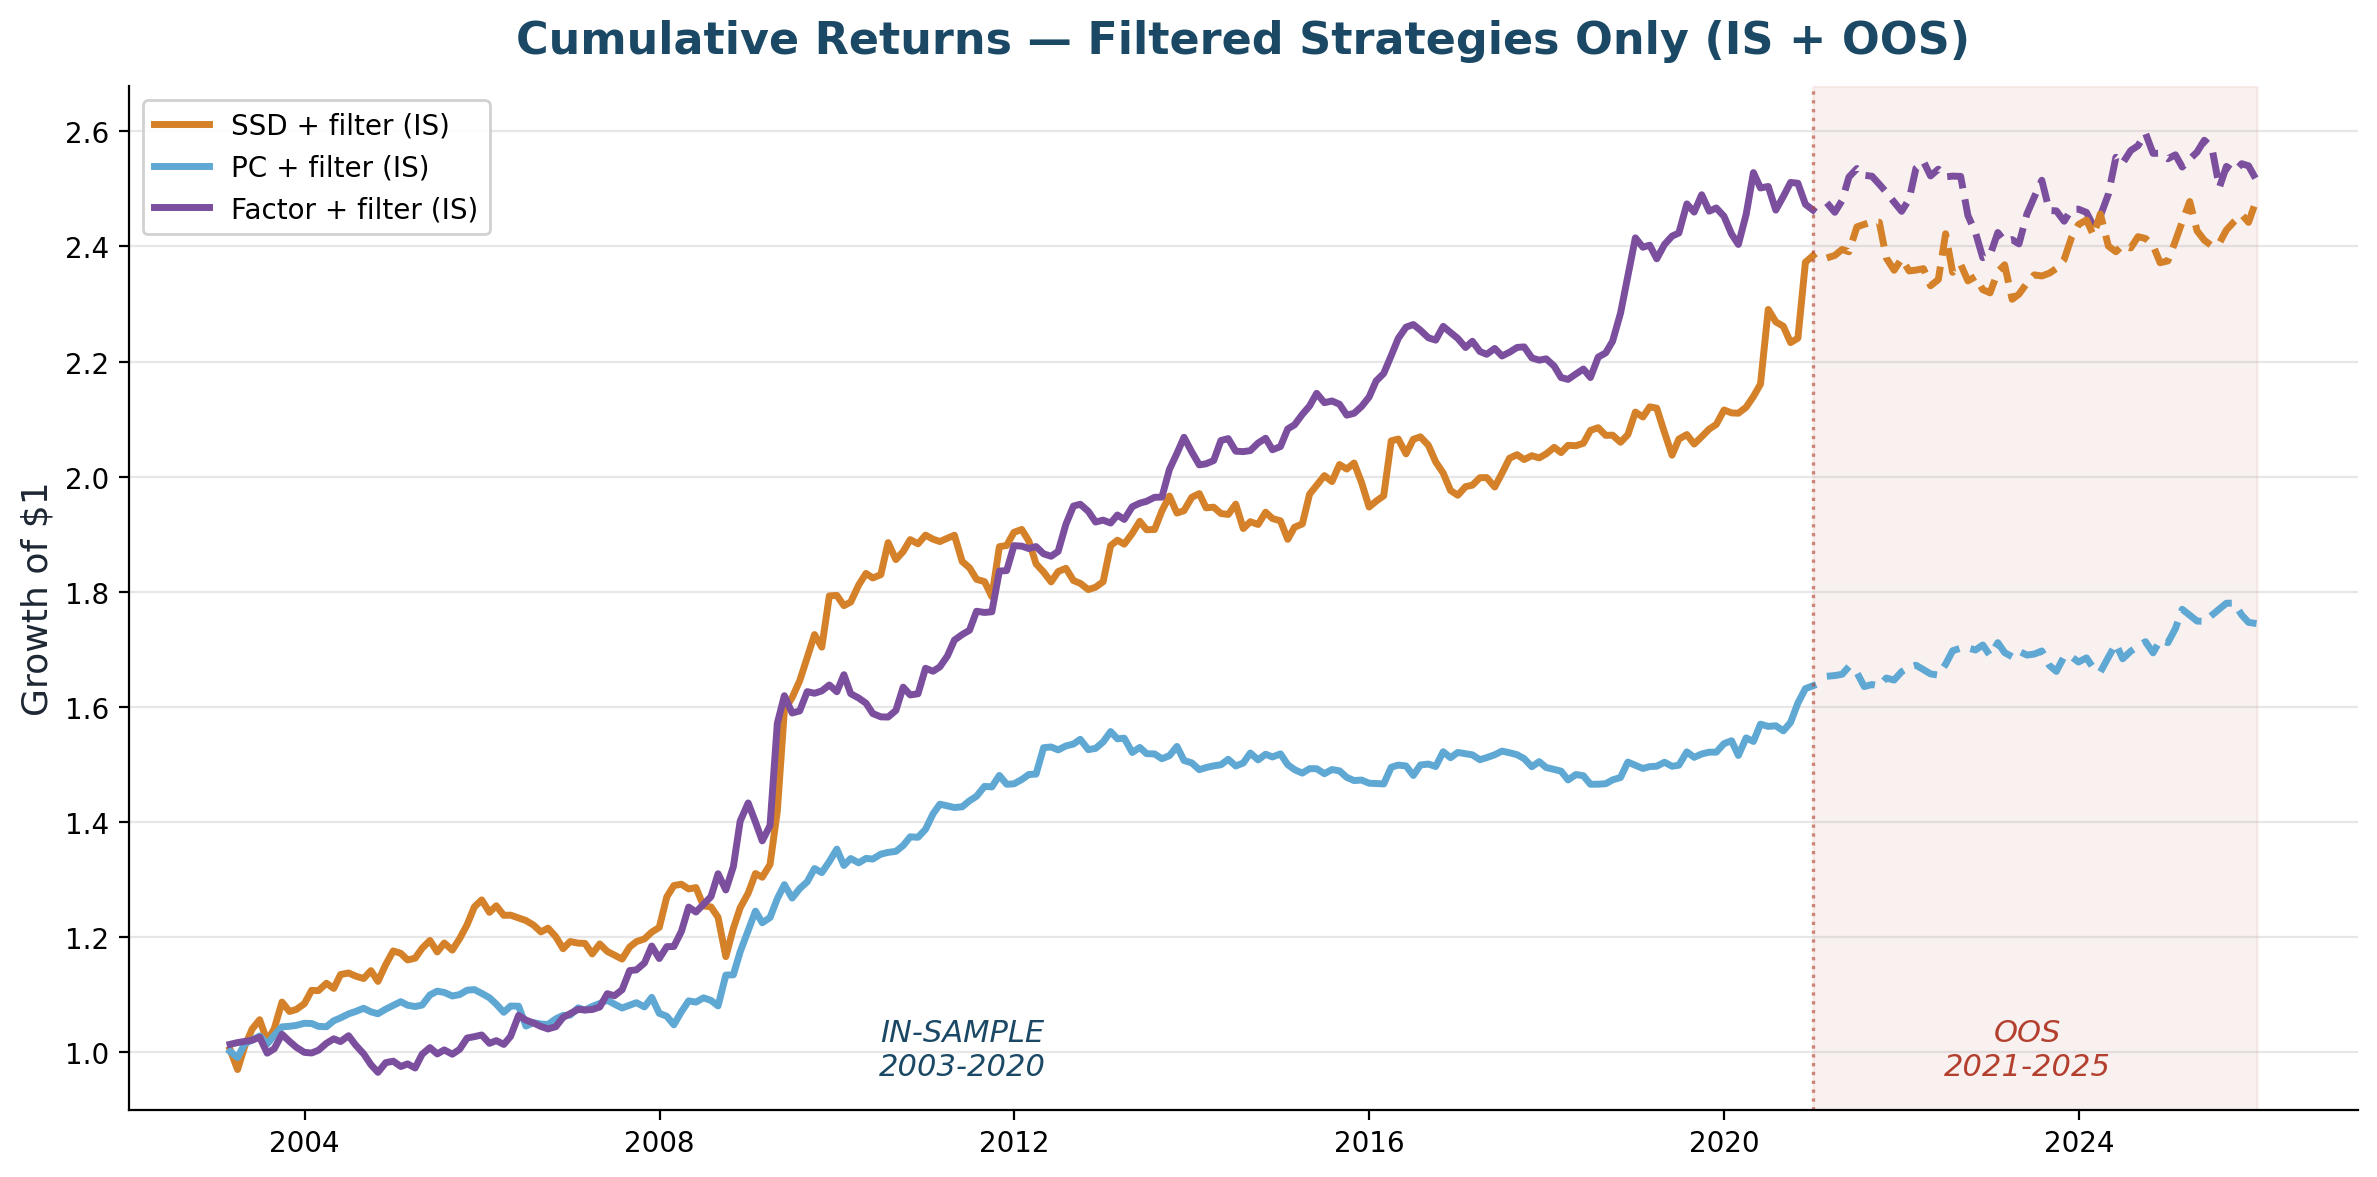 Cumulative Returns — Filtered Strategies Only (IS + OOS)
SSD + filter (IS)
PC + filter (IS)
Factor + filter (IS)
Growth of $1
2.6
2.4
2.2
2.0
1.8
1.6
1.4
1.2
1.0
IN-SAMPLE
2003-2020
OOS
2021-2025
2004
2008
2012
2016
2020
2024